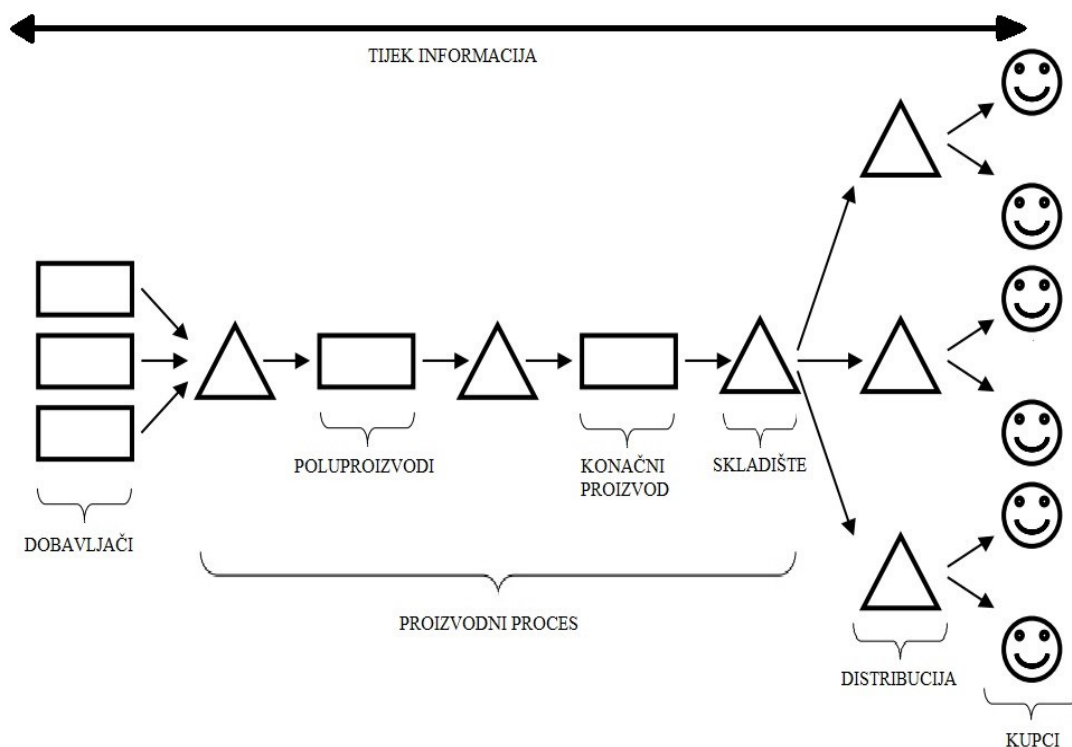 TIJEK INFORMACIJA
POLUPROIZVODI
KONAČNI
PROIZVOD
SKLADIŠTE
DOBAVLJAČI
PROIZVODNI PROCES
DISTRIBUCIJA
KUPCI